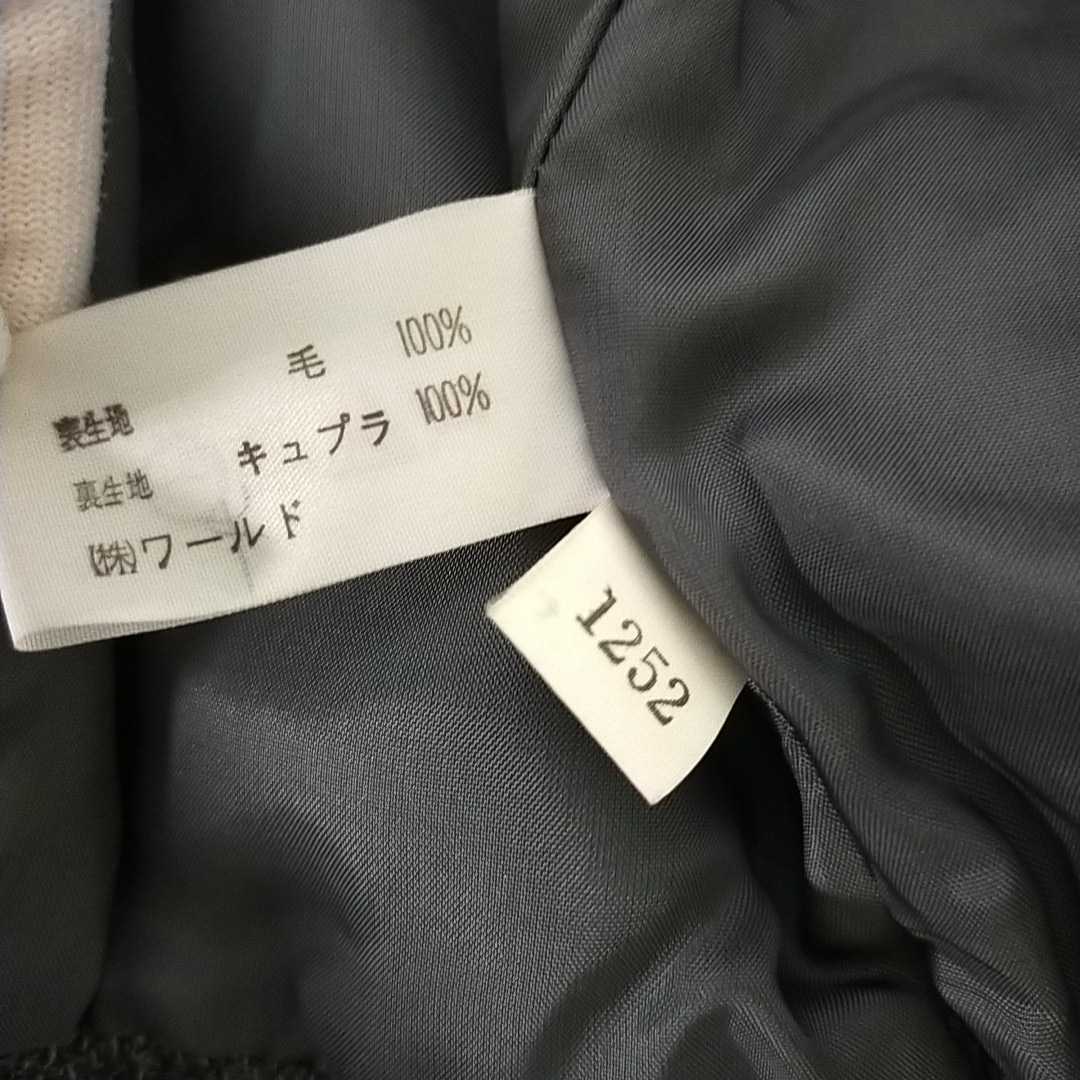 毛 100%
裏生地 キュプラ 100%
裏生地
(株)ワールド
1252